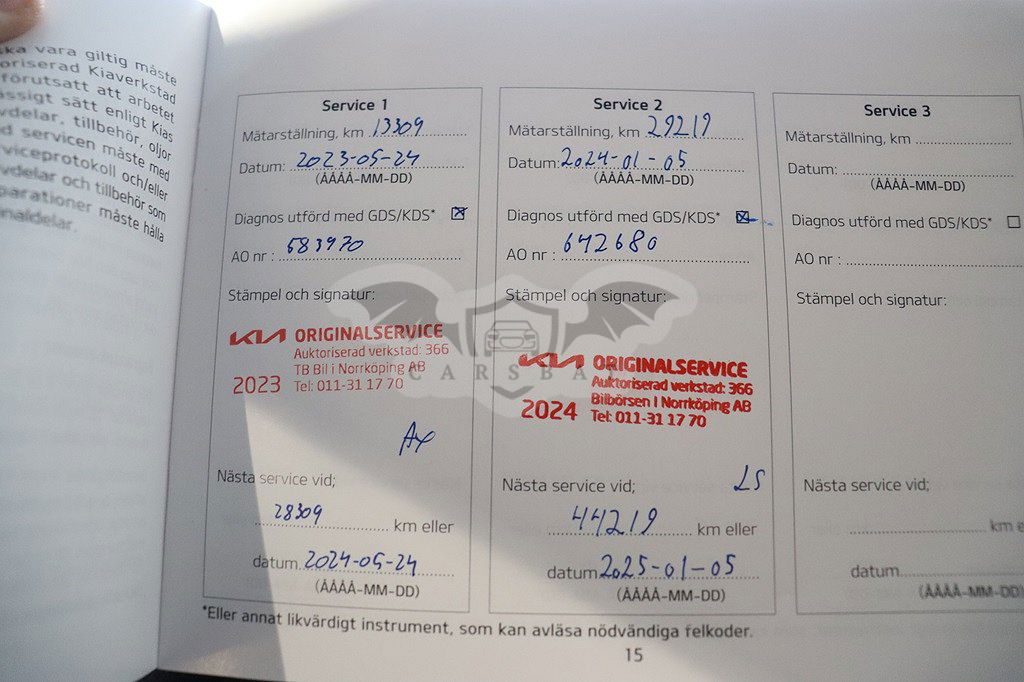 ska vara giltig måste
oriserad Kiaverkstad
förutsatt att arbetet
ssigt sätt enligt Kias
vdelar, tillbehör, oljor
d servicen måste med
viceprotokoll och/eller
vdelar och tillbehör som
parationer måste hålla
inaldelar.
Service 1
Mätarställning, km 13309
Datum: 2023-05-24
(ÅÅÅÅ-MM-DD)
Diagnos utförd med GDS/KDS* ☒
AO nr : 583970
Stämpel och signatur:
KIA ORIGINALSERVICE
Auktoriserad verkstad: 366
TB Bil i Norrköping AB
2023 Tel: 011-31 17 70
Nästa service vid;
28309 km eller
datum 2024-05-24
(ÅÅÅÅ-MM-DD)
Service 2
Mätarställning, km 29219
Datum: 2024-01-05
(ÅÅÅÅ-MM-DD)
Diagnos utförd med GDS/KDS* ☒
AO nr : 642680
Stämpel och signatur:
KIA ORIGINALSERVICE
Auktoriserad verkstad: 366
Bilbörsen i Norrköping AB
2024 Tel: 011-31 17 70
LS
Nästa service vid;
44219 km eller
datum 2025-01-05
(ÅÅÅÅ-MM-DD)
Service 3
Mätarställning, km
Datum:
(ÅÅÅÅ-MM-DD)
Diagnos utförd med GDS/KDS* ☐
AO nr :
Stämpel och signatur:
Nästa service vid;
km e
datum
(ÅÅÅÅ-MM-DD)
*Eller annat likvärdigt instrument, som kan avläsa nödvändiga felkoder.
15
CARSBA